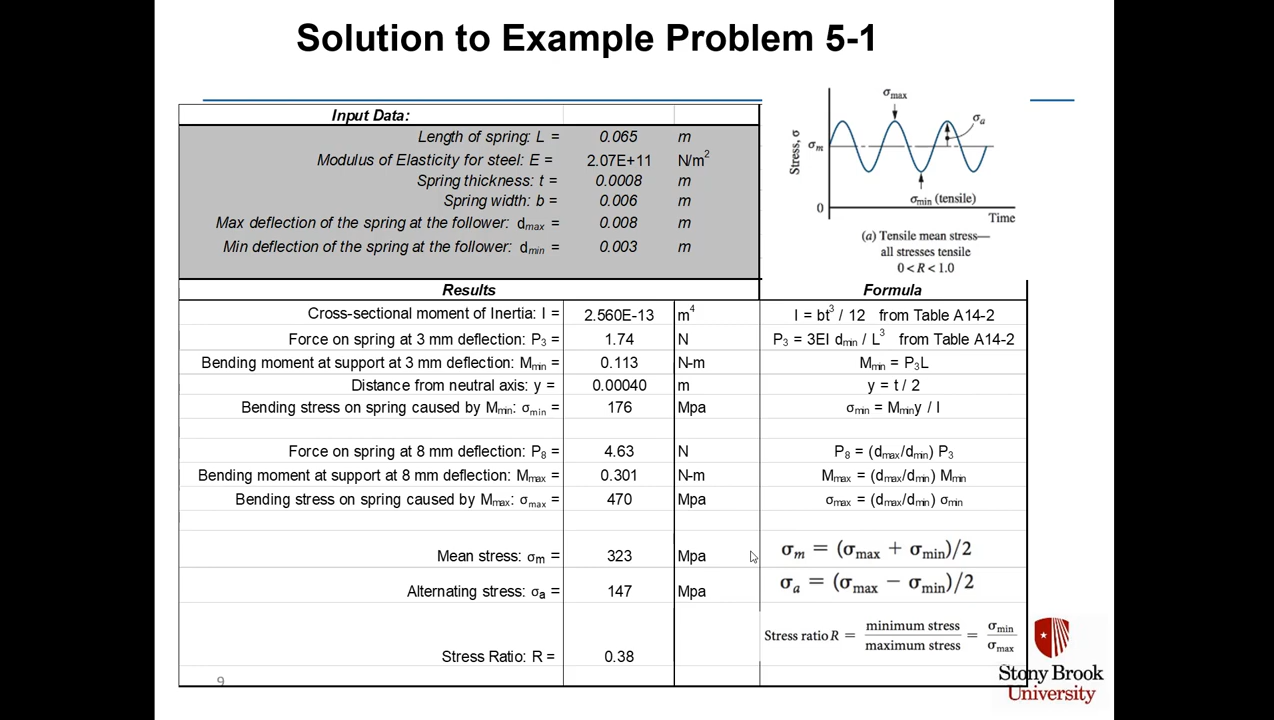 Solution to Example Problem 5-1
Input Data:
Length of spring: L = 0.065 m
Modulus of Elasticity for steel: E = 2.07E+11 N/m²
Spring thickness: t = 0.0008 m
Spring width: b = 0.006 m
Max deflection of the spring at the follower: dmax = 0.008 m
Min deflection of the spring at the follower: dmin = 0.003 m
σmax
σa
Stress, σ
σm
σmin (tensile)
0
Time
(a) Tensile mean stress—
all stresses tensile
0 < R < 1.0
Results Formula
Cross-sectional moment of Inertia: I = 2.560E-13 m⁴ I = bt³ / 12 from Table A14-2
Force on spring at 3 mm deflection: P₃ = 1.74 N P₃ = 3EI dmin / L³ from Table A14-2
Bending moment at support at 3 mm deflection: Mmin = 0.113 N-m Mmin = P₃L
Distance from neutral axis: y = 0.00040 m y = t / 2
Bending stress on spring caused by Mmin: σmin = 176 Mpa σmin = Mminy / I
Force on spring at 8 mm deflection: P₈ = 4.63 N P₈ = (dmax/dmin) P₃
Bending moment at support at 8 mm deflection: Mmax = 0.301 N-m Mmax = (dmax/dmin) Mmin
Bending stress on spring caused by Mmax: σmax = 470 Mpa σmax = (dmax/dmin) σmin
Mean stress: σm = 323 Mpa σm = (σmax + σmin)/2
Alternating stress: σa = 147 Mpa σa = (σmax − σmin)/2
Stress ratio R = minimum stress / maximum stress = σmin / σmax
Stress Ratio: R = 0.38
9
Stony Brook
University